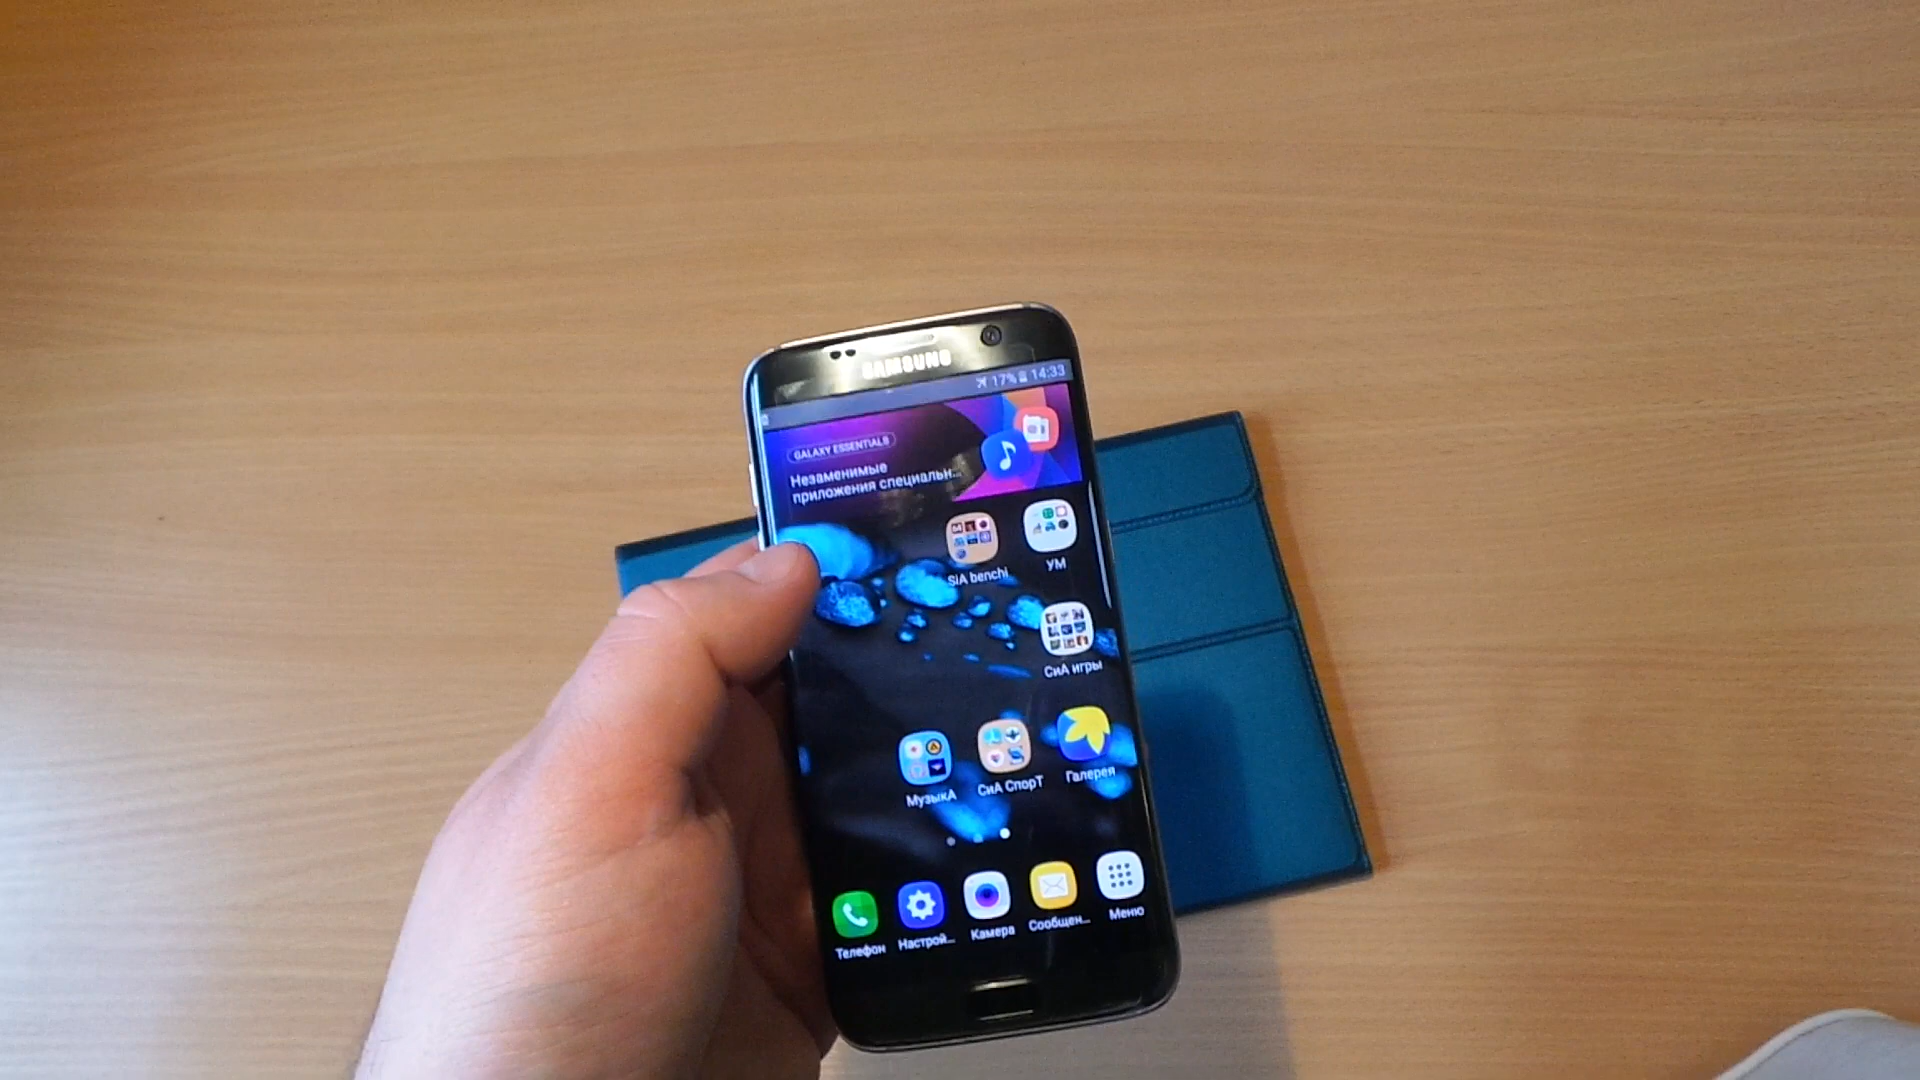 SAMSUNG
17% 14:33
GALAXY ESSENTIALS
Незаменимые
приложения специальн...
SiA benchi
УМ
СиА игры
МузыкА
СиА СпорТ
Галерея
Телефон
Настрой...
Камера
Сообщен...
Меню